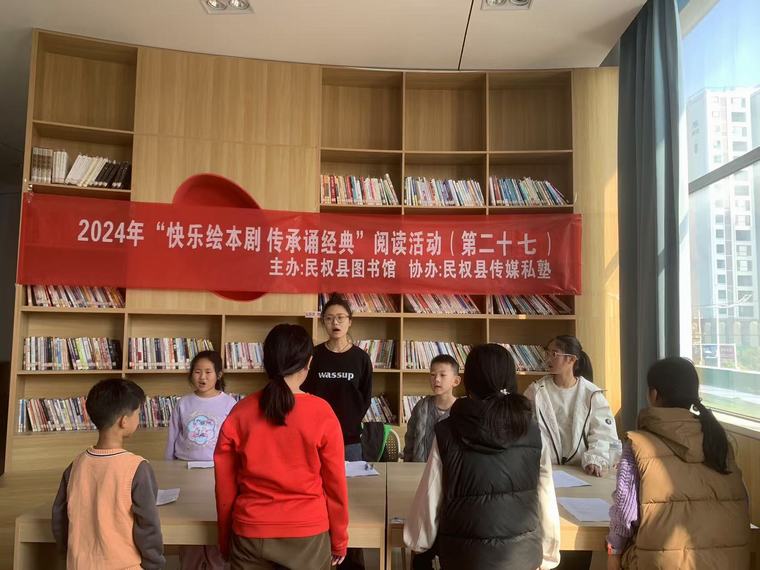 2024年“快乐绘本剧 传承诵经典”阅读活动（第二十七）
主办:民权县图书馆 协办:民权县传媒私塾
wassup